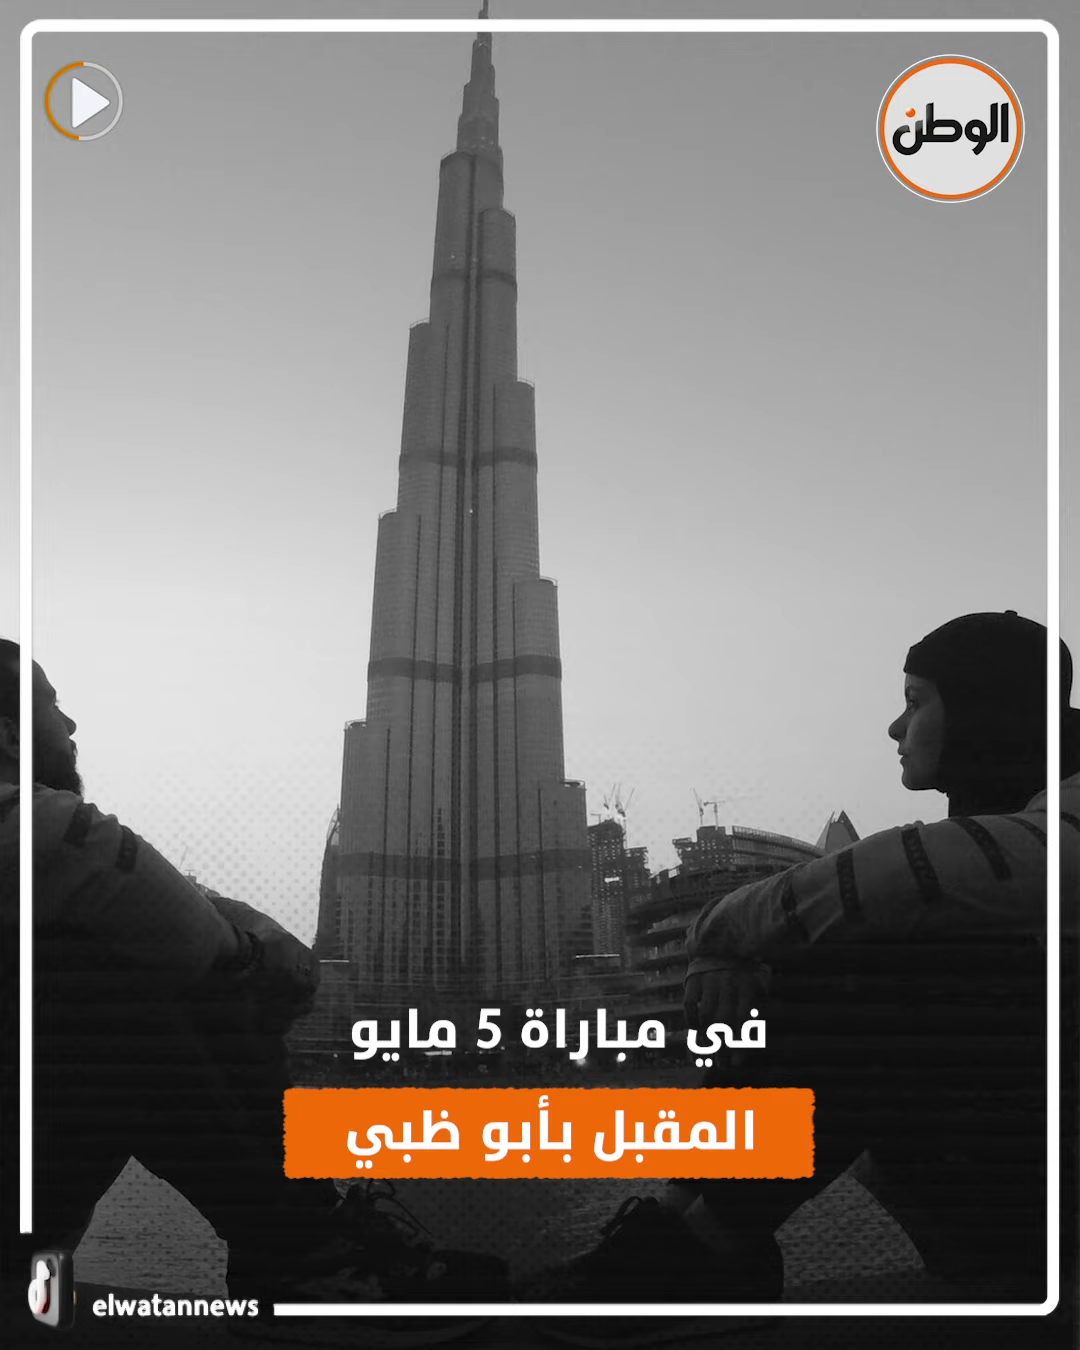 الوطن
في مباراة 5 مايو
المقبل بأبو ظبي
elwatannews